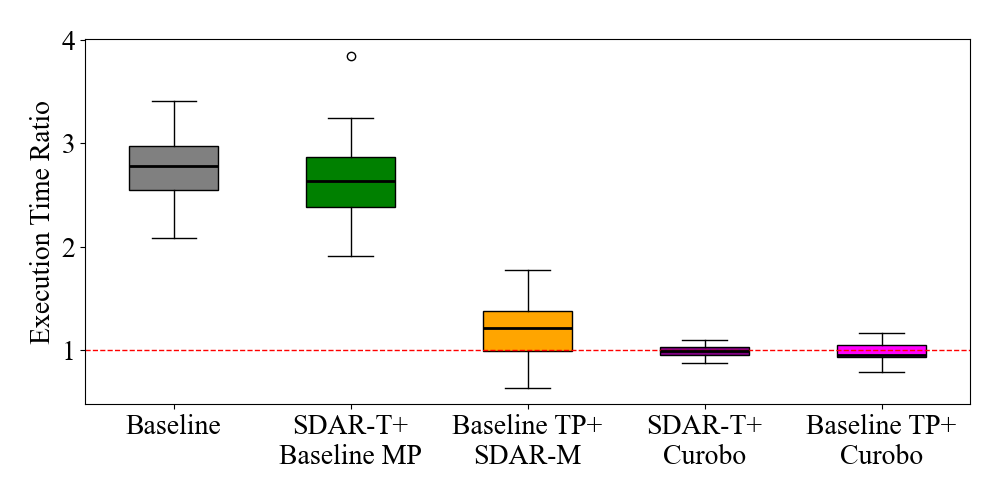 Execution Time Ratio
4
3
2
1
Baseline
SDAR-T+
Baseline MP
Baseline TP+
SDAR-M
SDAR-T+
Curobo
Baseline TP+
Curobo